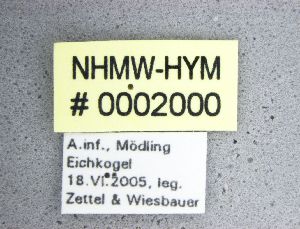 NHMW-HYM
# 0002000
A.inf., Mödling
Eichkogel
18.VI.2005, leg.
Zettel & Wiesbauer